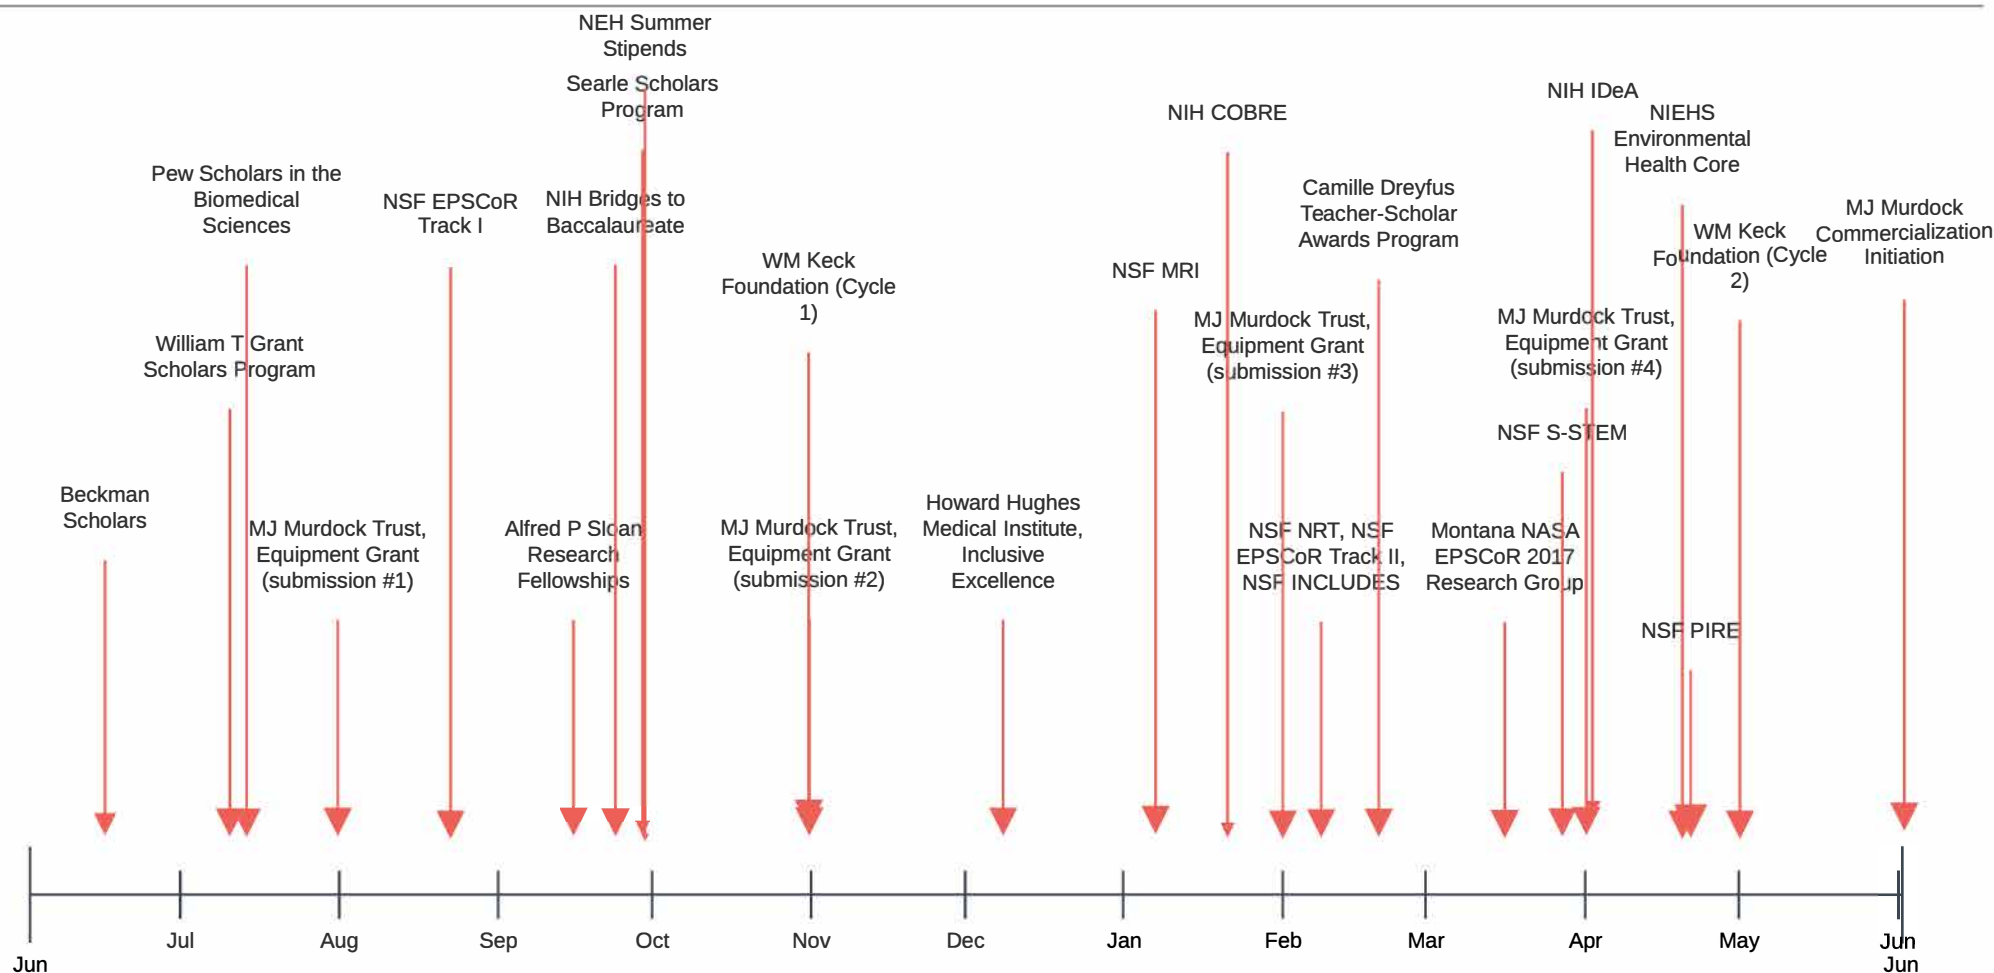 NEH Summer
Stipends
Searle Scholars
Program
NIH IDeA
NIH COBRE
NIEHS
Environmental
Health Core
Pew Scholars in the
Biomedical
Sciences
NSF EPSCoR
Track I
NIH Bridges to
Baccalaureate
Camille Dreyfus
Teacher-Scholar
Awards Program
MJ Murdock
Commercialization
Initiation
WM Keck
Foundation (Cycle
2)
WM Keck
Foundation (Cycle
1)
NSF MRI
William T Grant
Scholars Program
MJ Murdock Trust,
Equipment Grant
(submission #3)
MJ Murdock Trust,
Equipment Grant
(submission #4)
NSF S-STEM
Beckman
Scholars
MJ Murdock Trust,
Equipment Grant
(submission #1)
Alfred P Sloan
Research
Fellowships
MJ Murdock Trust,
Equipment Grant
(submission #2)
Howard Hughes
Medical Institute,
Inclusive
Excellence
NSF NRT, NSF
EPSCoR Track II,
NSF INCLUDES
Montana NASA
EPSCoR 2017
Research Group
NSF PIRE
Jul
Aug
Sep
Oct
Nov
Dec
Jan
Feb
Mar
Apr
May
Jun
Jun
Jun